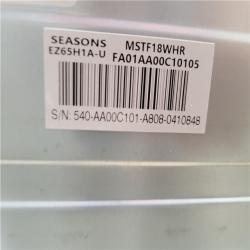 SEASONS MSTF18WHR
EZ65H1A-U FA01AA00C10105
S/N: 540-AA00C101-A808-0410848